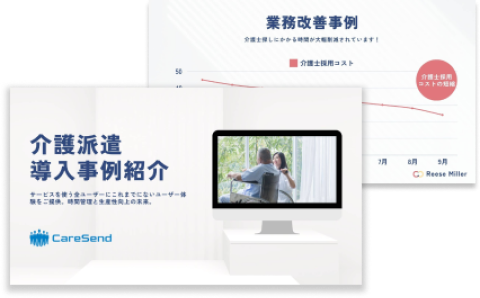 業務改善事例
介護士探しにかかる時間が大幅削減されています！
介護士採用コスト
50
介護士採用
コストの短縮
7月
8月
9月
Reese Miller
介護派遣
導入事例紹介
サービスを使う全ユーザーにこれまでにないユーザー体
験をご提供。時間管理と生産性向上の未来。
CareSend